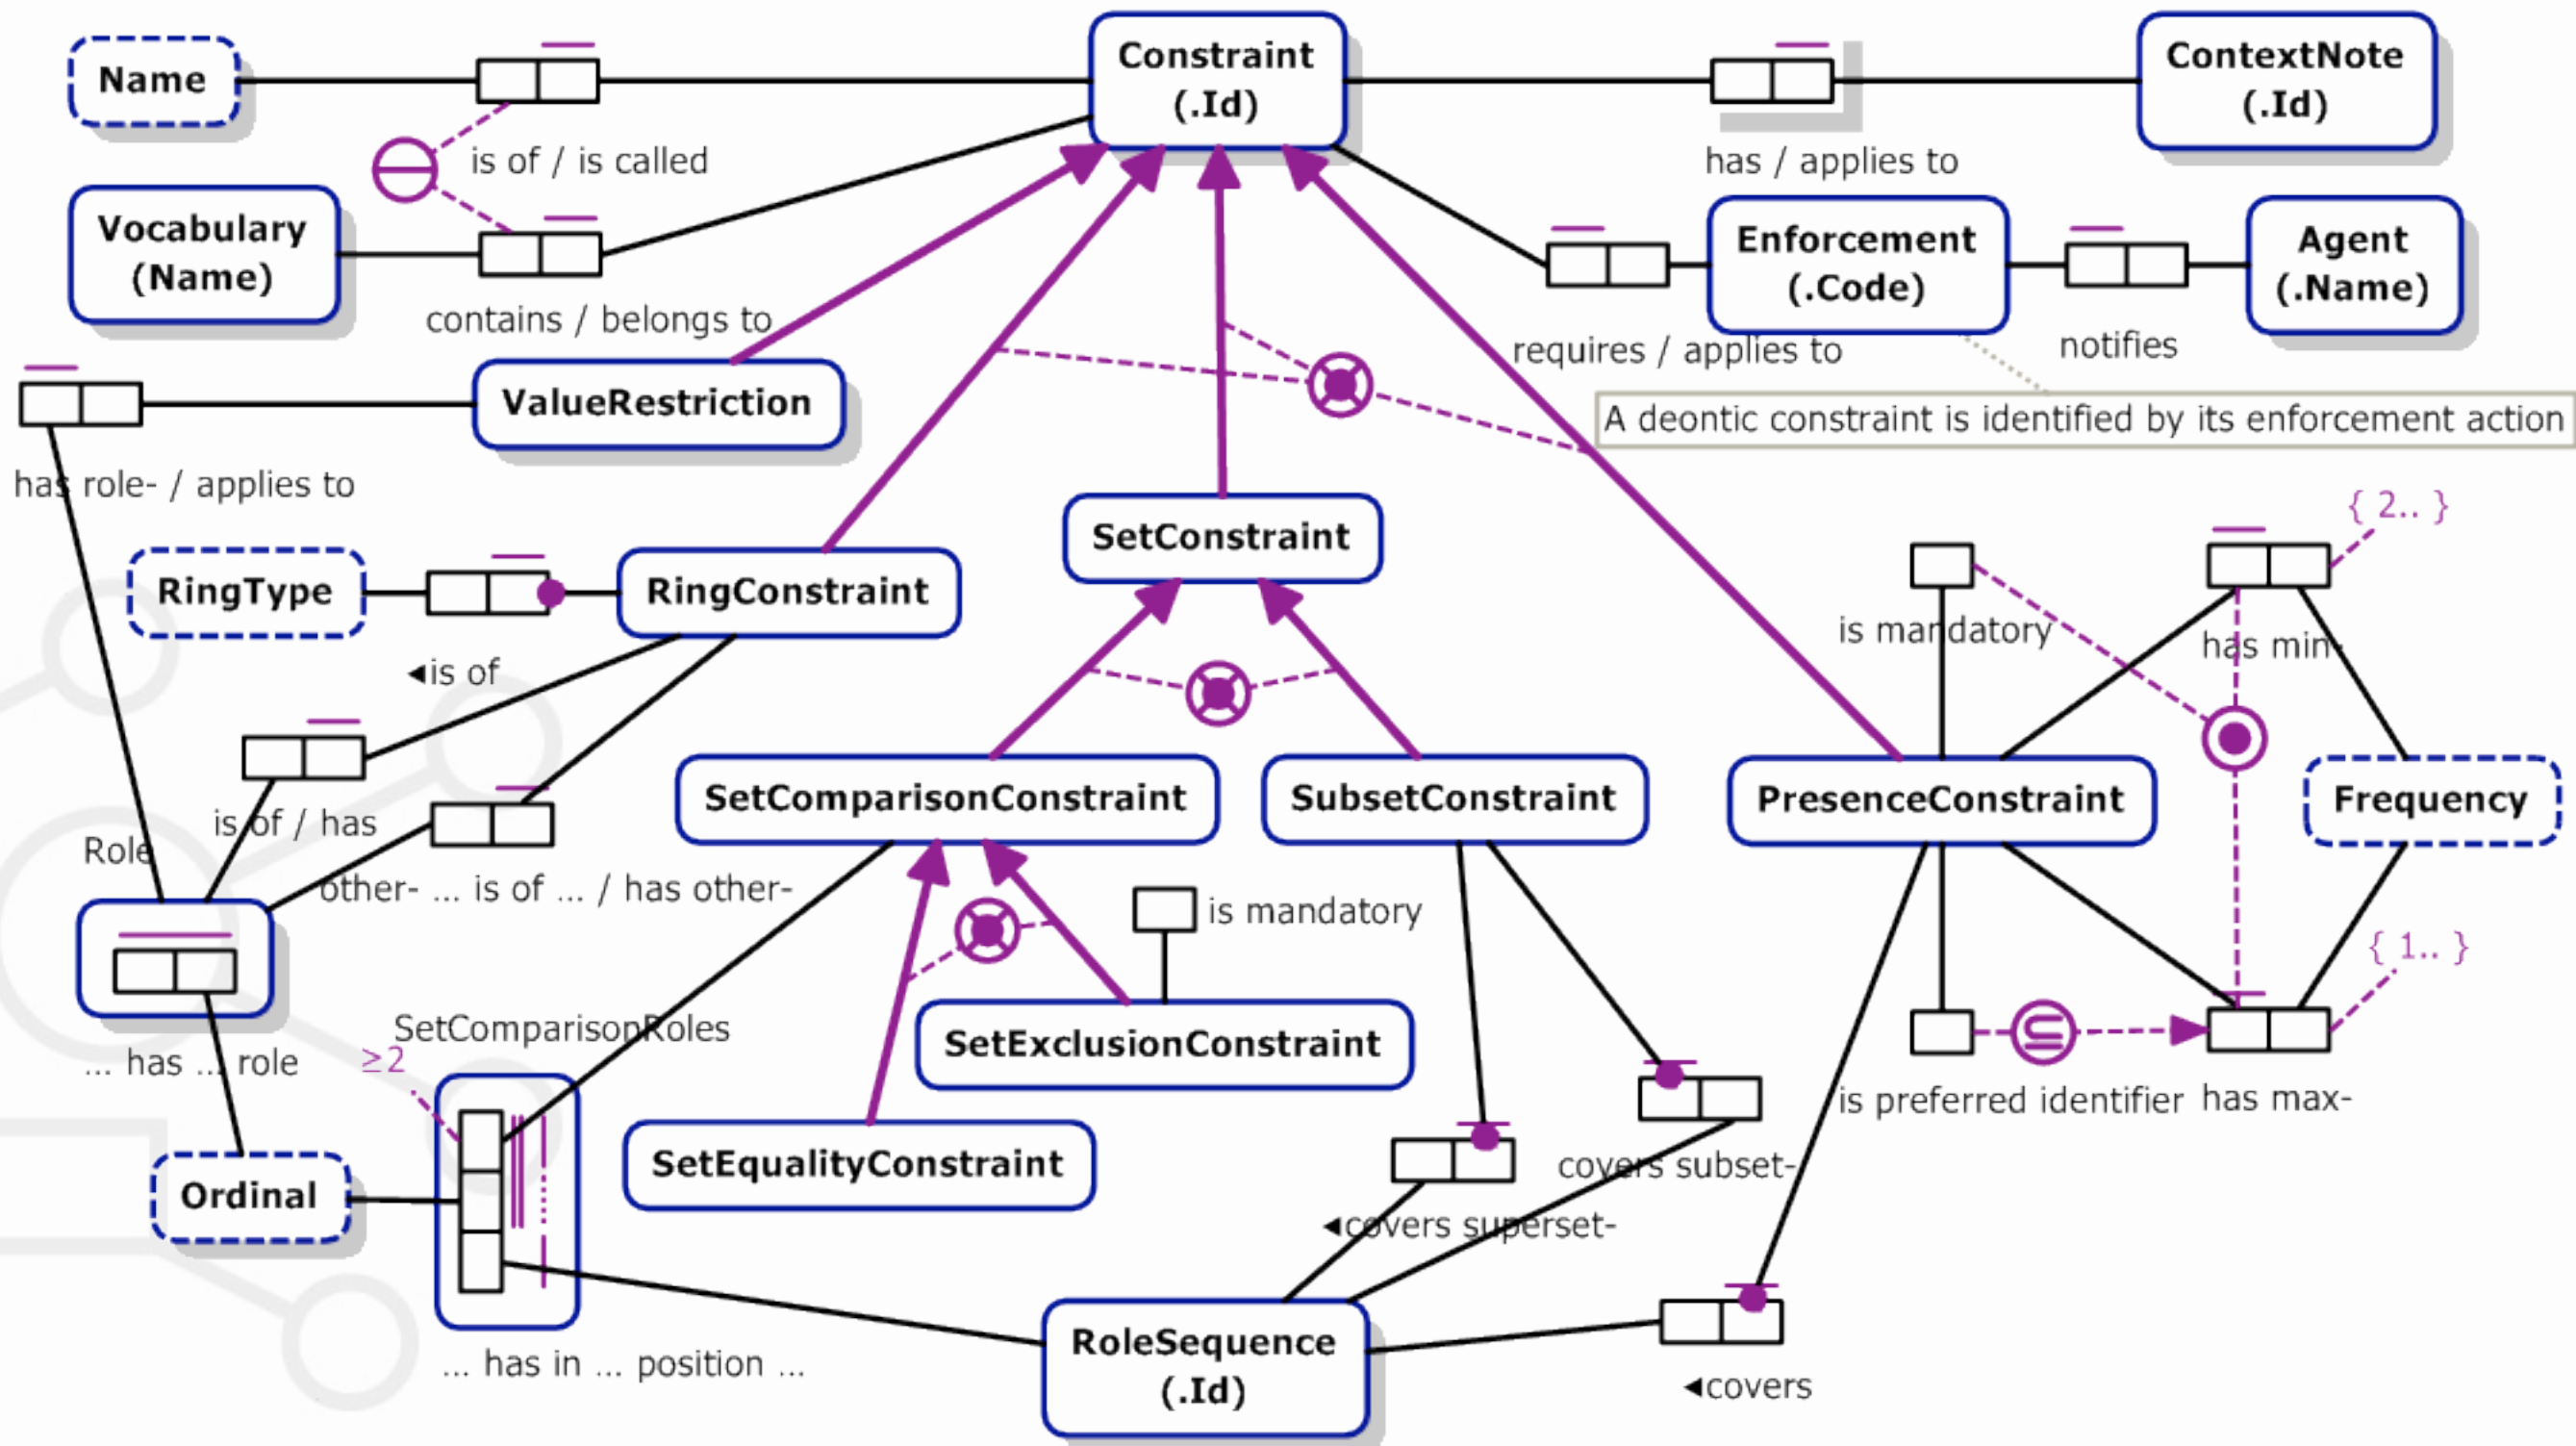 Constraint
(.Id)
ContextNote
(.Id)
Name
is of / is called
has / applies to
Vocabulary
(Name)
Enforcement
(.Code)
Agent
(.Name)
contains / belongs to
requires / applies to
notifies
ValueRestriction
A deontic constraint is identified by its enforcement action
has role- / applies to
{ 2.. }
SetConstraint
RingType
RingConstraint
is mandatory
has min-
◄is of
SetComparisonConstraint
SubsetConstraint
PresenceConstraint
Frequency
is of / has
Role
other- ... is of ... / has other-
is mandatory
{ 1.. }
SetComparisonRoles
SetExclusionConstraint
... has ... role
≥2
is preferred identifier
has max-
SetEqualityConstraint
covers subset-
Ordinal
◄covers superset-
RoleSequence
(.Id)
... has in ... position ...
◄covers